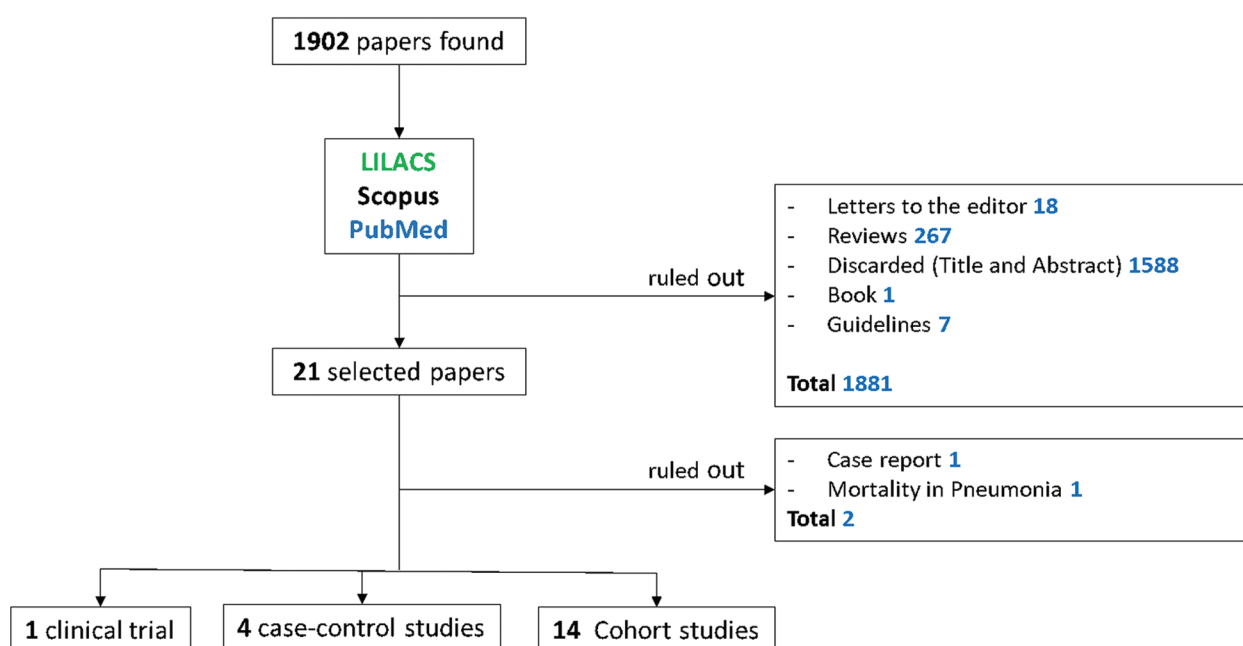 1902 papers found
LILACS
Scopus
PubMed
ruled out
- Letters to the editor 18
- Reviews 267
- Discarded (Title and Abstract) 1588
- Book 1
- Guidelines 7
Total 1881
21 selected papers
ruled out
- Case report 1
- Mortality in Pneumonia 1
Total 2
1 clinical trial
4 case-control studies
14 Cohort studies